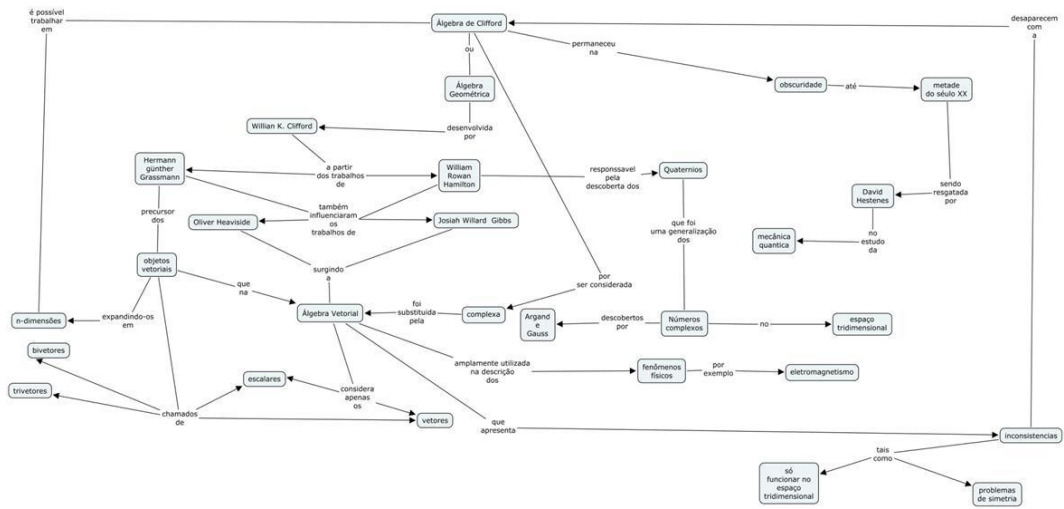 é possível
trabalhar
em
Álgebra de Clifford
desaparecem
com
a
ou
permaneceu
na
Álgebra
Geométrica
obscuridade
até
metade
do séulo XX
Willian K. Clifford
desenvolvida
por
Hermann
günther
Grassmann
a partir
dos trabalhos
de
William
Rowan
Hamilton
responssavel
pela
descoberta dos
Quaternios
David
Hestenes
sendo
resgatada
por
precursor
dos
Oliver Heaviside
também
influenciaram
os
trabalhos de
Josiah Willard Gibbs
que foi
uma generalização
dos
mecânica
quantica
no
estudo
da
objetos
vetoriais
surgindo
a
que
na
por
ser considerada
n-dimensões
expandindo-os
em
Álgebra Vetorial
foi
substituida
pela
complexa
Argand
e
Gauss
descobertos
por
Números
complexos
no
espaço
tridimensional
bivetores
trivetores
escalares
considera
apenas
os
amplamente utilizada
na descrição
dos
fenômenos
físicos
por
exemplo
eletromagnetismo
chamados
de
vetores
que
apresenta
inconsistencias
tais
como
só
funcionar no
espaço
tridimensional
problemas
de simetria